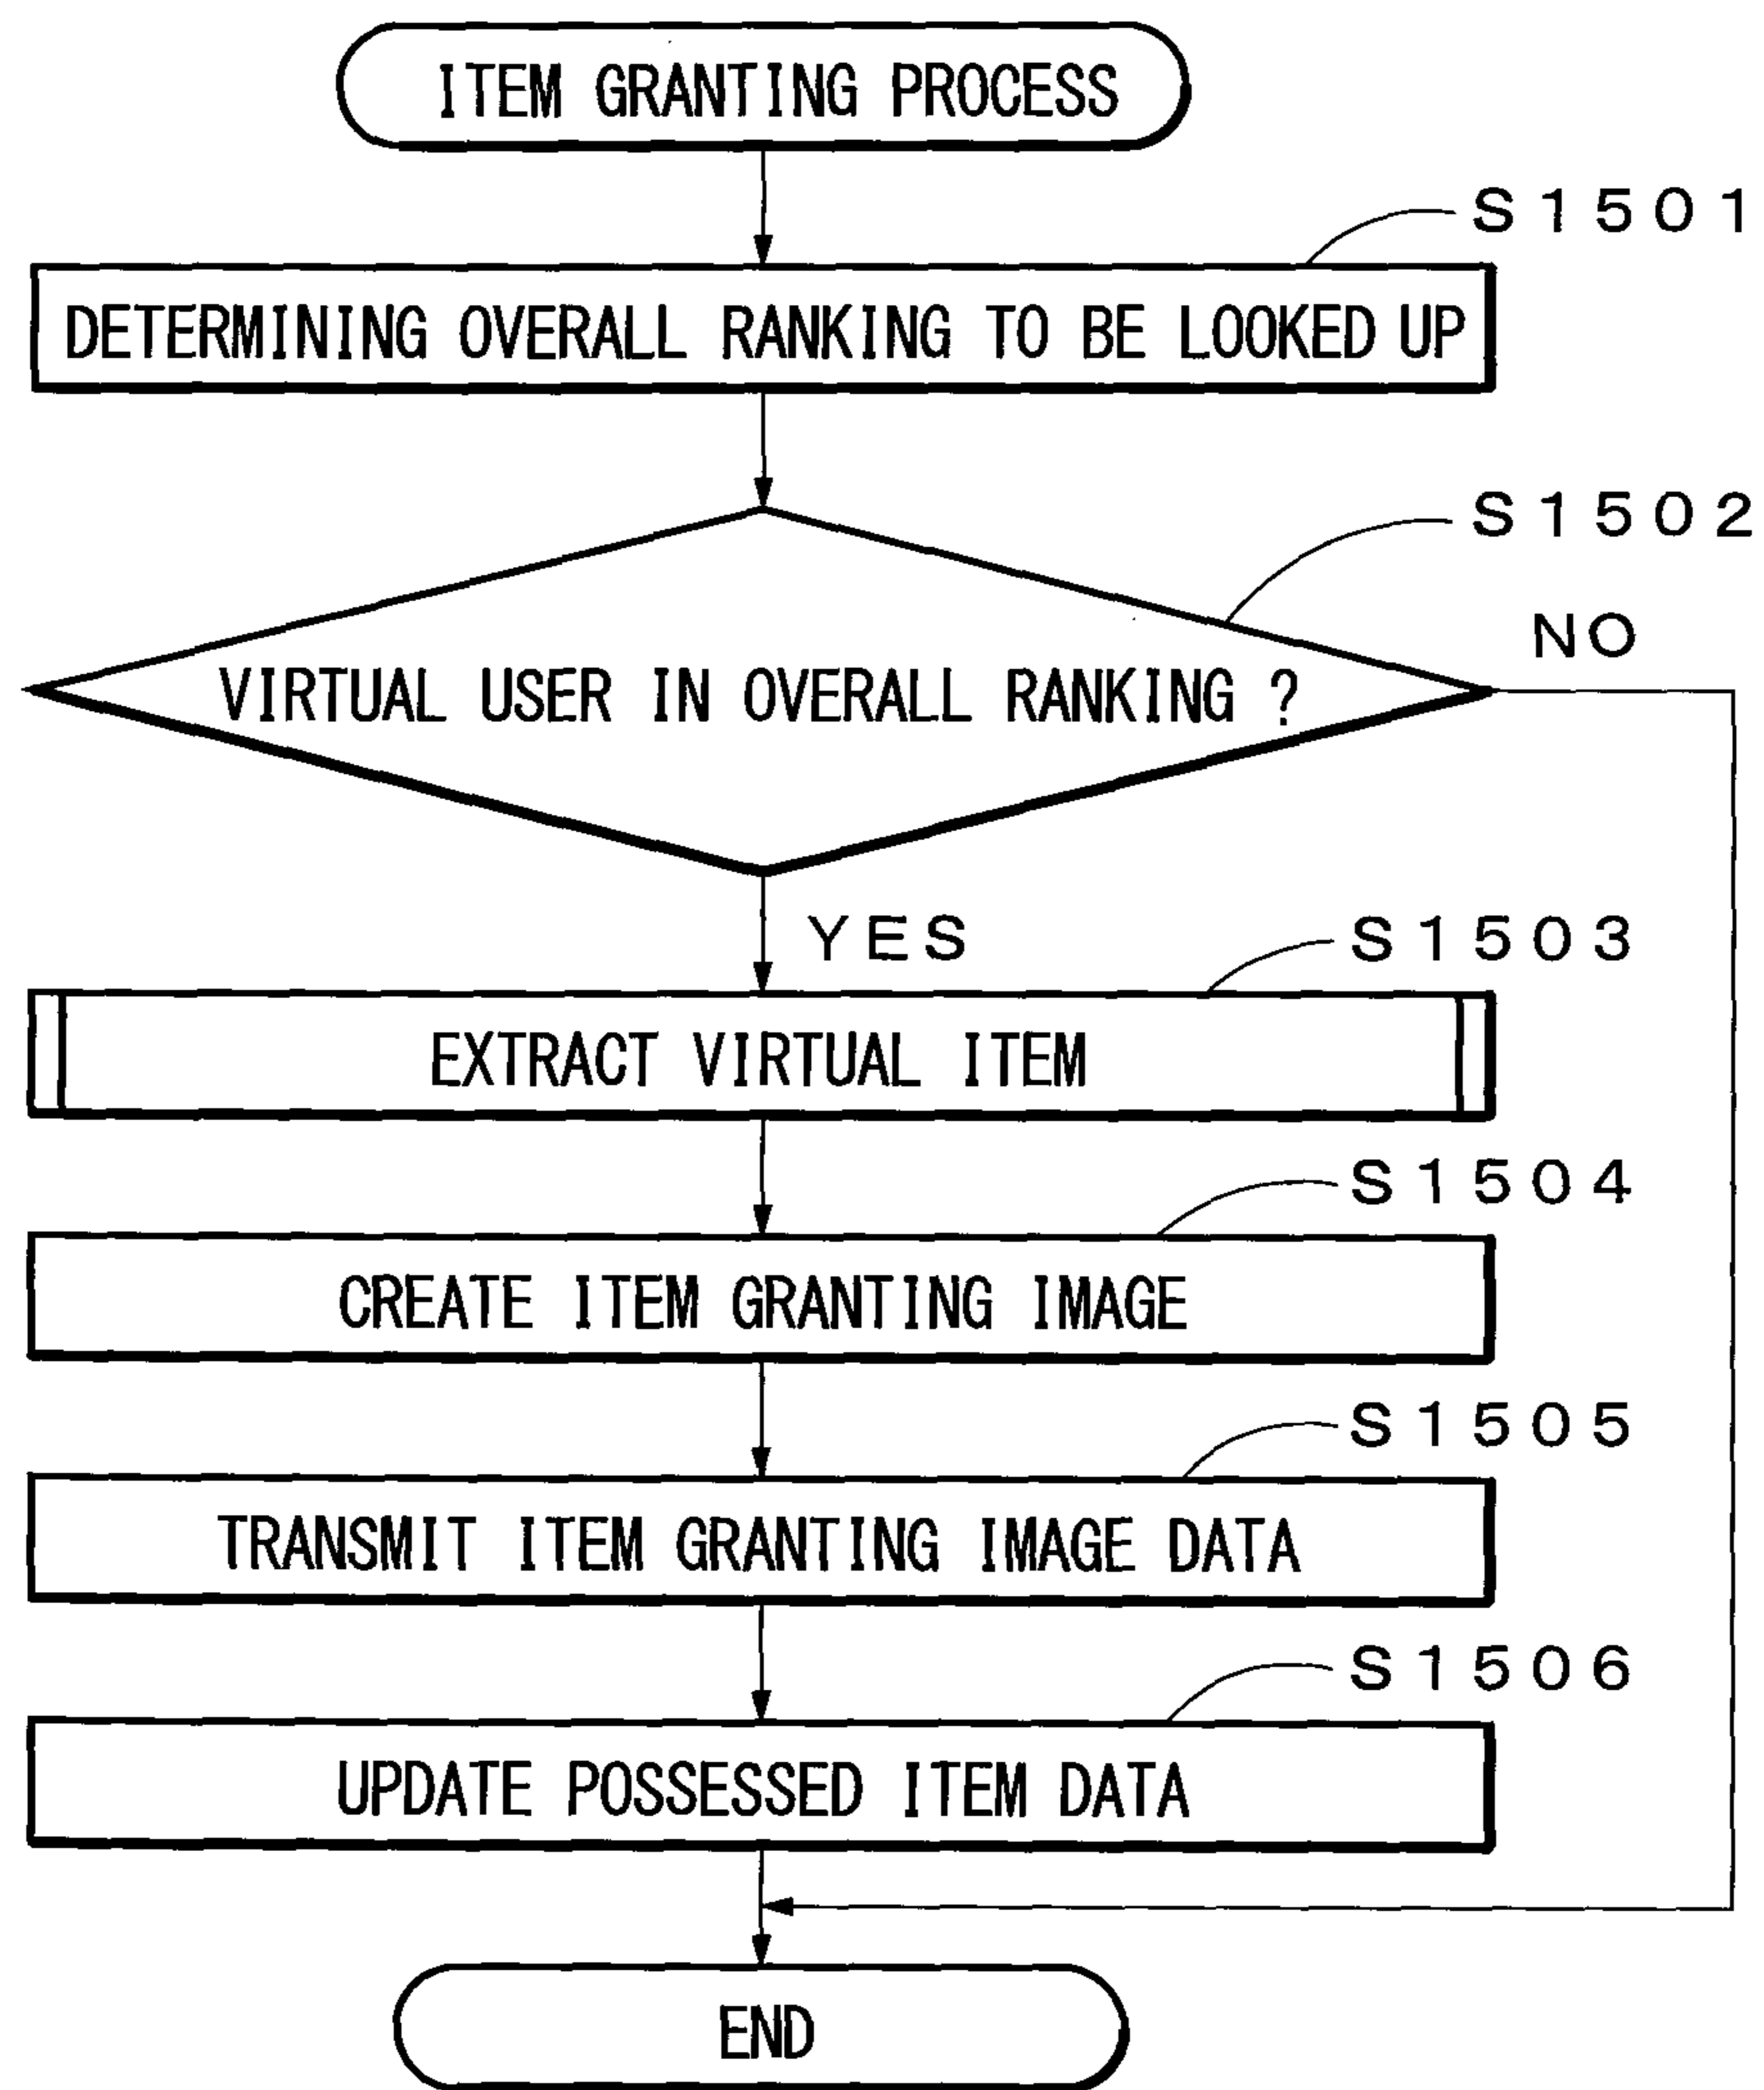 ITEM GRANTING PROCESS
S1501
DETERMINING OVERALL RANKING TO BE LOOKED UP
S1502
NO
VIRTUAL USER IN OVERALL RANKING ?
YES
S1503
EXTRACT VIRTUAL ITEM
S1504
CREATE ITEM GRANTING IMAGE
S1505
TRANSMIT ITEM GRANTING IMAGE DATA
S1506
UPDATE POSSESSED ITEM DATA
END